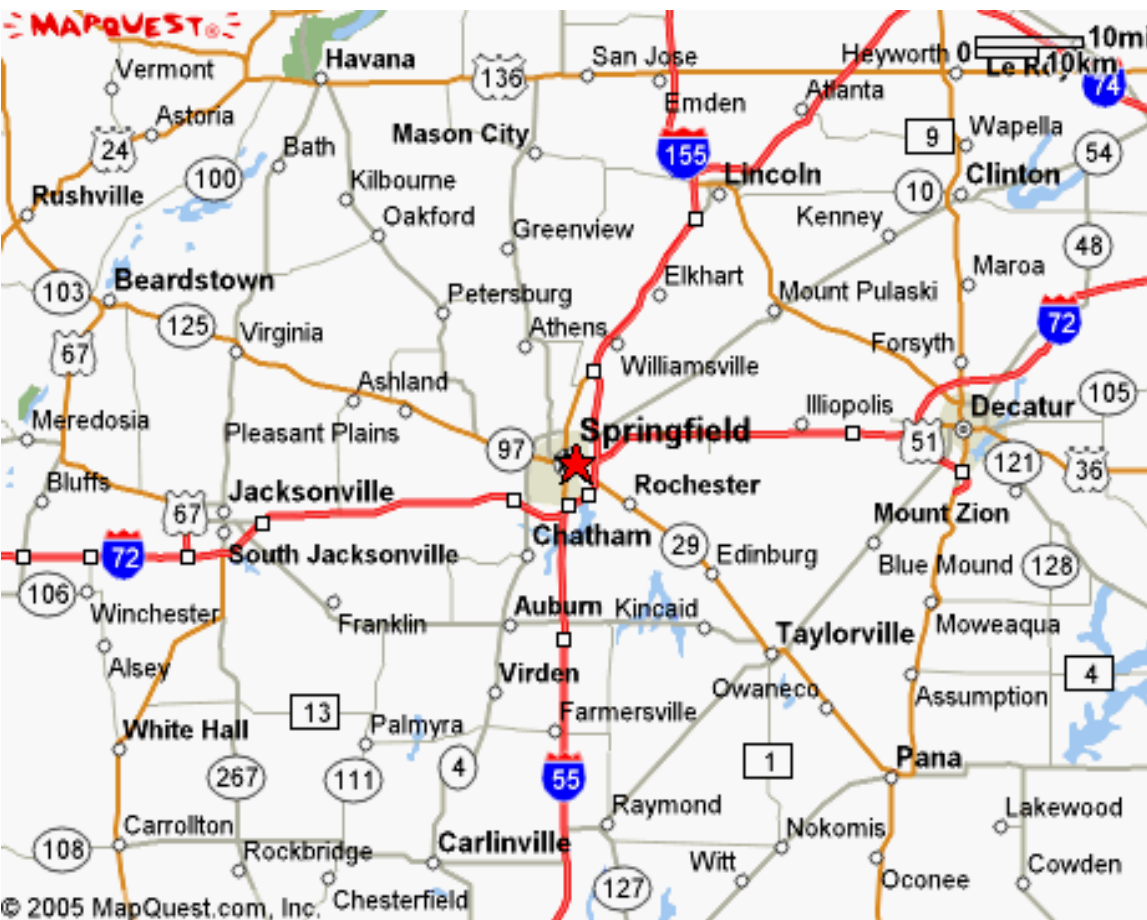 MAPQUEST®
Havana
San Jose
Heyworth
0
10mi
10km
Vermont
136
Le Roy
74
Emden
Atlanta
Astoria
Mason City
9
Wapella
24
Bath
155
54
100
Kilbourne
Lincoln
10
Clinton
Rushville
Oakford
Greenview
Kenney
48
Beardstown
Elkhart
Maroa
103
Petersburg
Mount Pulaski
125
Virginia
Athens
72
67
Williamsville
Forsyth
Ashland
105
Meredosia
Pleasant Plains
Illiopolis
Decatur
97
Springfield
51
121
36
Bluffs
Jacksonville
Rochester
67
Mount Zion
Chatham
72
South Jacksonville
29
Edinburg
Blue Mound
128
106
Winchester
Auburn
Kincaid
Franklin
Taylorville
Moweaqua
Alsey
Virden
4
Owaneco
Assumption
13
Farmersville
White Hall
Palmyra
1
Pana
267
111
4
55
Raymond
Lakewood
Carrollton
Nokomis
108
Rockbridge
Carlinville
Witt
Cowden
127
Oconee
Chesterfield
© 2005 MapQuest.com, Inc.